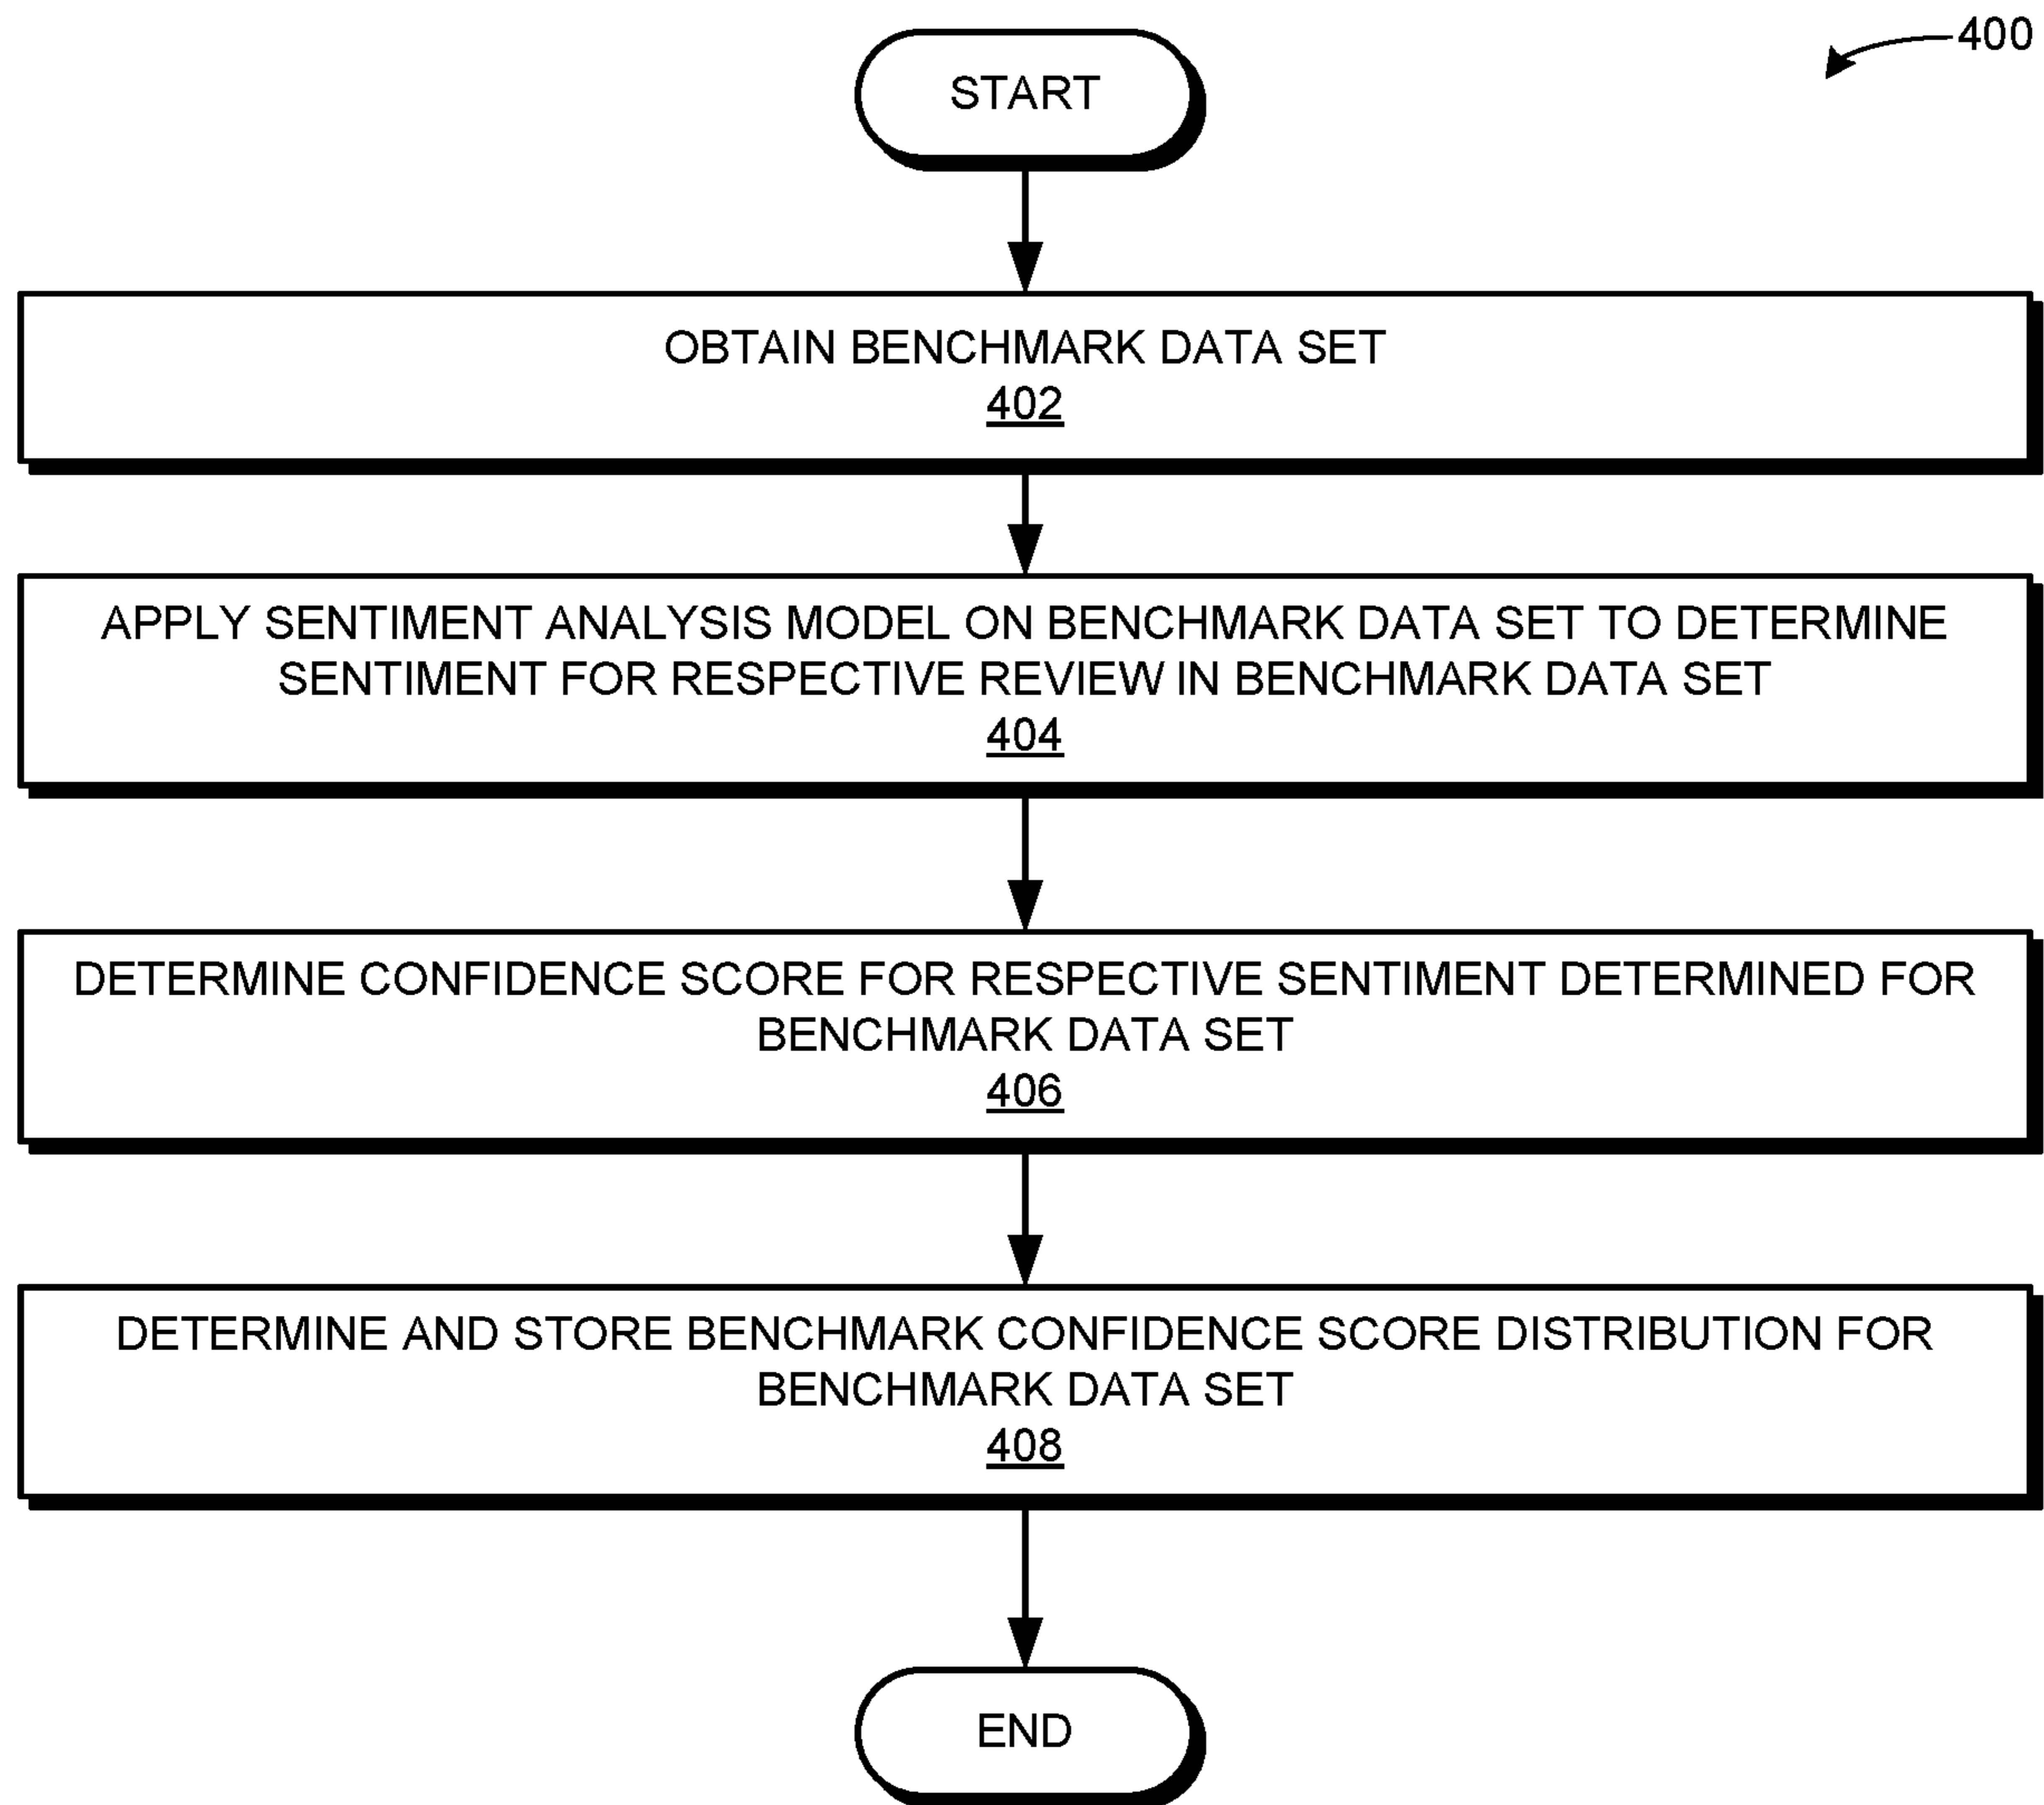 400
START
OBTAIN BENCHMARK DATA SET
402
APPLY SENTIMENT ANALYSIS MODEL ON BENCHMARK DATA SET TO DETERMINE
SENTIMENT FOR RESPECTIVE REVIEW IN BENCHMARK DATA SET
404
DETERMINE CONFIDENCE SCORE FOR RESPECTIVE SENTIMENT DETERMINED FOR
BENCHMARK DATA SET
406
DETERMINE AND STORE BENCHMARK CONFIDENCE SCORE DISTRIBUTION FOR
BENCHMARK DATA SET
408
END